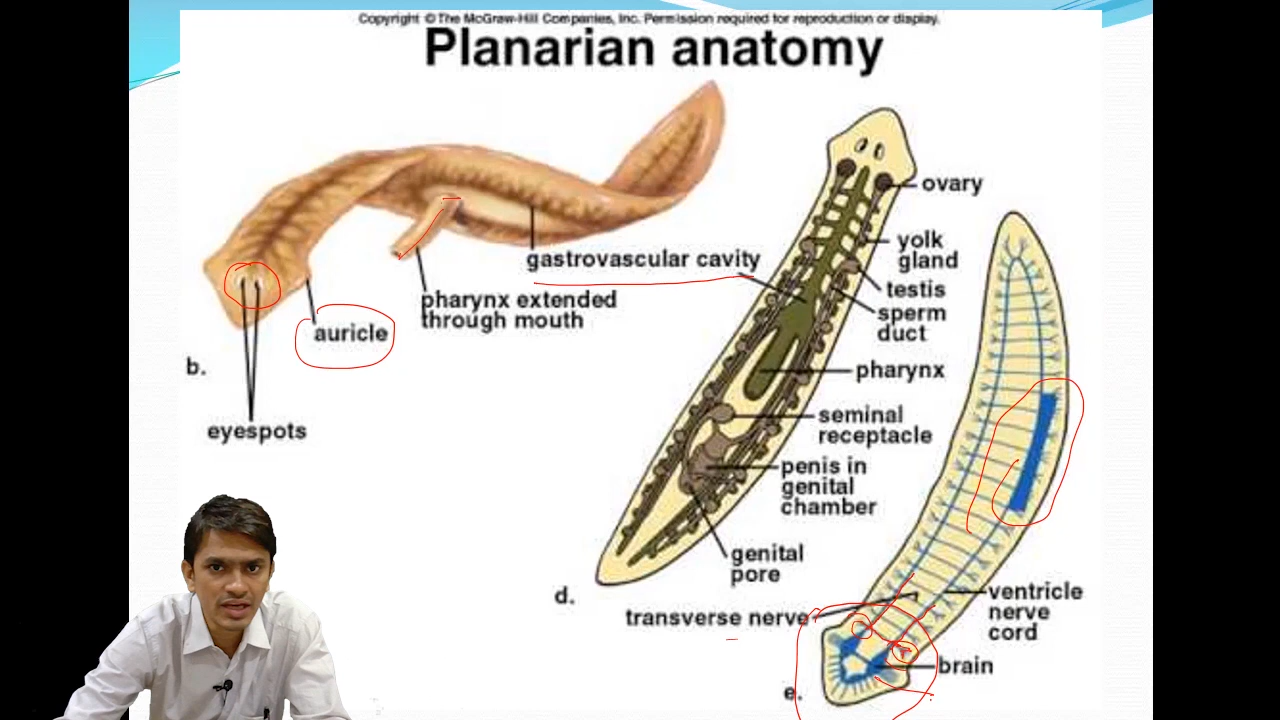 Copyright © The McGraw-Hill Companies, Inc. Permission required for reproduction or display.
Planarian anatomy
ovary
yolk
gland
testis
sperm
duct
gastrovascular cavity
pharynx extended
through mouth
auricle
b.
eyespots
pharynx
seminal
receptacle
penis in
genital
chamber
genital
pore
d.
transverse nerve
ventricle
nerve
cord
brain
e.